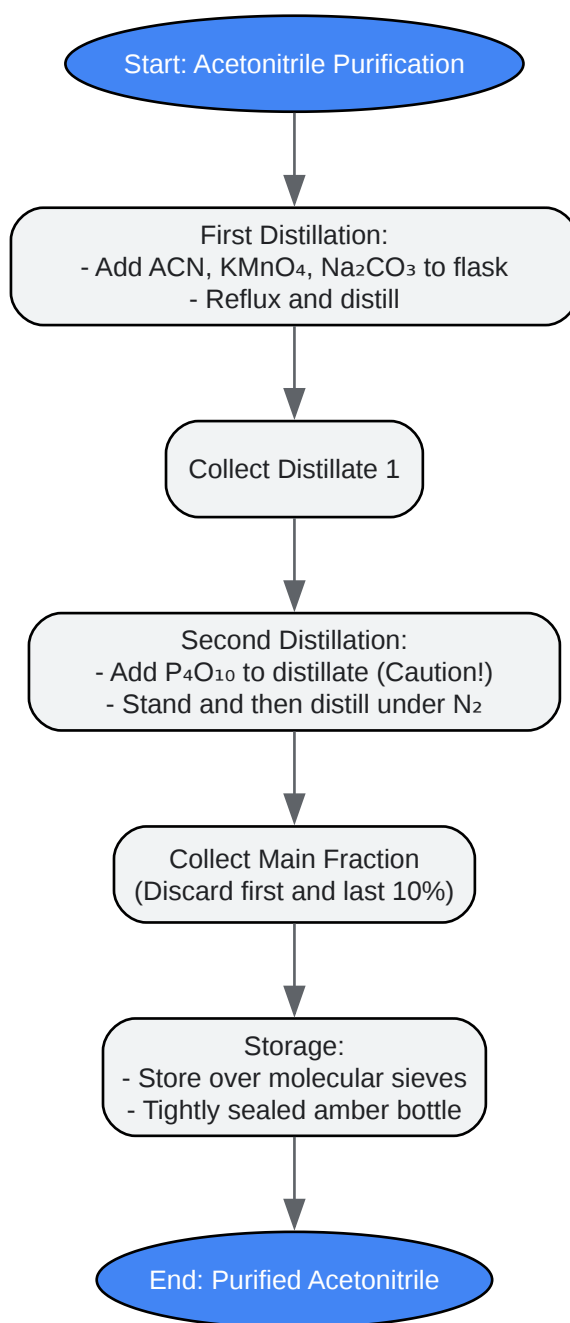 Start: Acetonitrile Purification
First Distillation:
- Add ACN, KMnO₄, Na₂CO₃ to flask
- Reflux and distill
Collect Distillate 1
Second Distillation:
- Add P₄O₁₀ to distillate (Caution!)
- Stand and then distill under N₂
Collect Main Fraction
(Discard first and last 10%)
Storage:
- Store over molecular sieves
- Tightly sealed amber bottle
End: Purified Acetonitrile